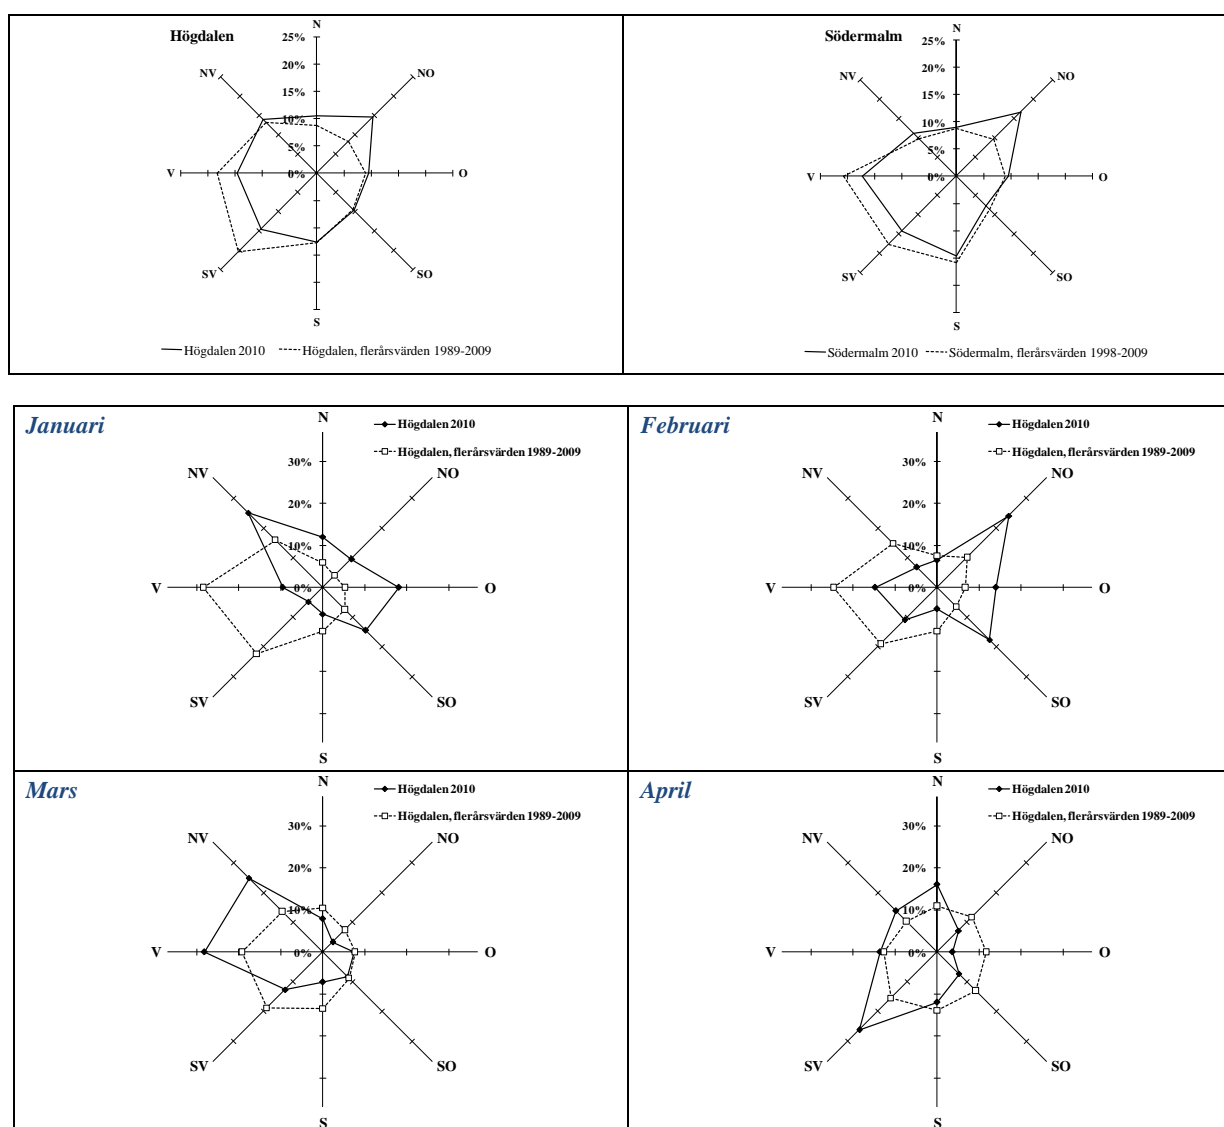 Högdalen
N
25%
20%
15%
10%
5%
0%
NV
NO
V
O
SV
SO
S
Högdalen 2010 Högdalen, flerårsvärden 1989-2009
Södermalm
N
25%
20%
15%
10%
5%
0%
NV
NO
V
O
SV
SO
S
Södermalm 2010 Södermalm, flerårsvärden 1998-2009
Januari
N
Högdalen 2010
Högdalen, flerårsvärden 1989-2009
30%
20%
10%
0%
NV
NO
V
O
SV
SO
S
Februari
N
Högdalen 2010
Högdalen, flerårsvärden 1989-2009
30%
20%
10%
0%
NV
NO
V
O
SV
SO
S
Mars
N
Högdalen 2010
Högdalen, flerårsvärden 1989-2009
30%
20%
10%
0%
NV
NO
V
O
SV
SO
S
April
N
Högdalen 2010
Högdalen, flerårsvärden 1989-2009
30%
20%
10%
0%
NV
NO
V
O
SV
SO
S